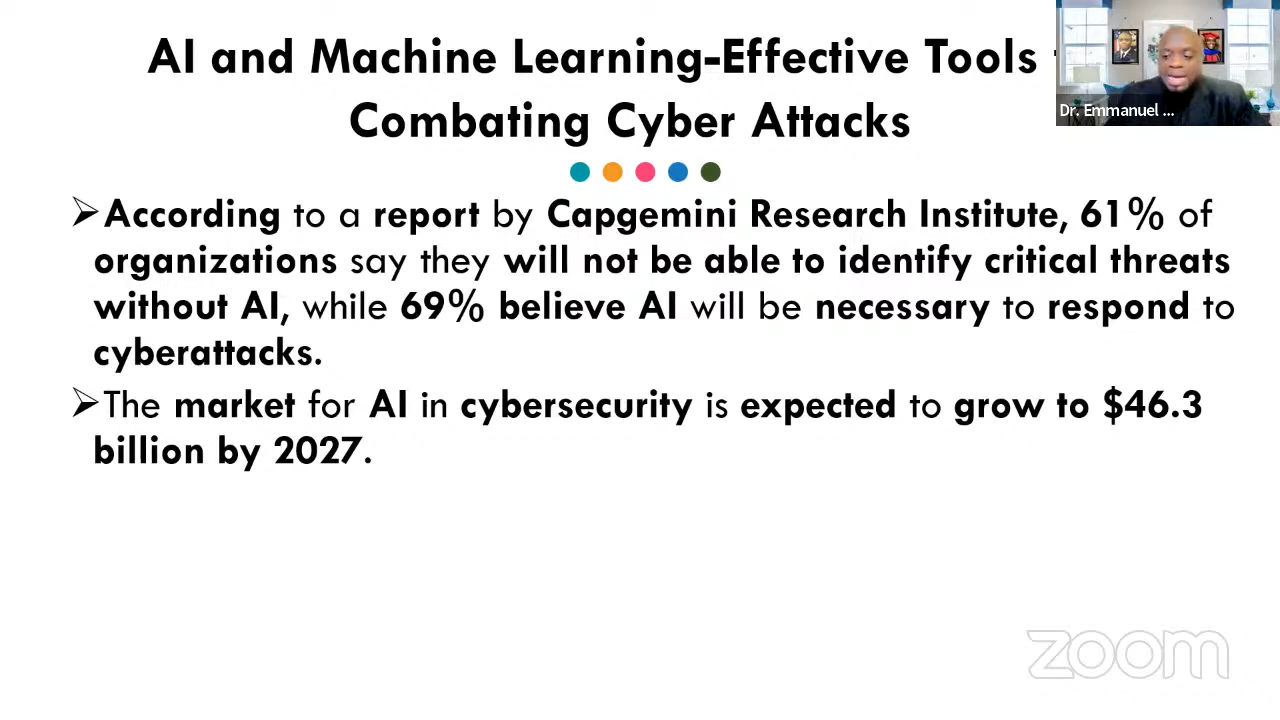 AI and Machine Learning-Effective Tools
Combating Cyber Attacks
Dr. Emmanuel ...
➢According to a report by Capgemini Research Institute, 61% of
organizations say they will not be able to identify critical threats
without AI, while 69% believe AI will be necessary to respond to
cyberattacks.
➢The market for AI in cybersecurity is expected to grow to $46.3
billion by 2027.
zoom